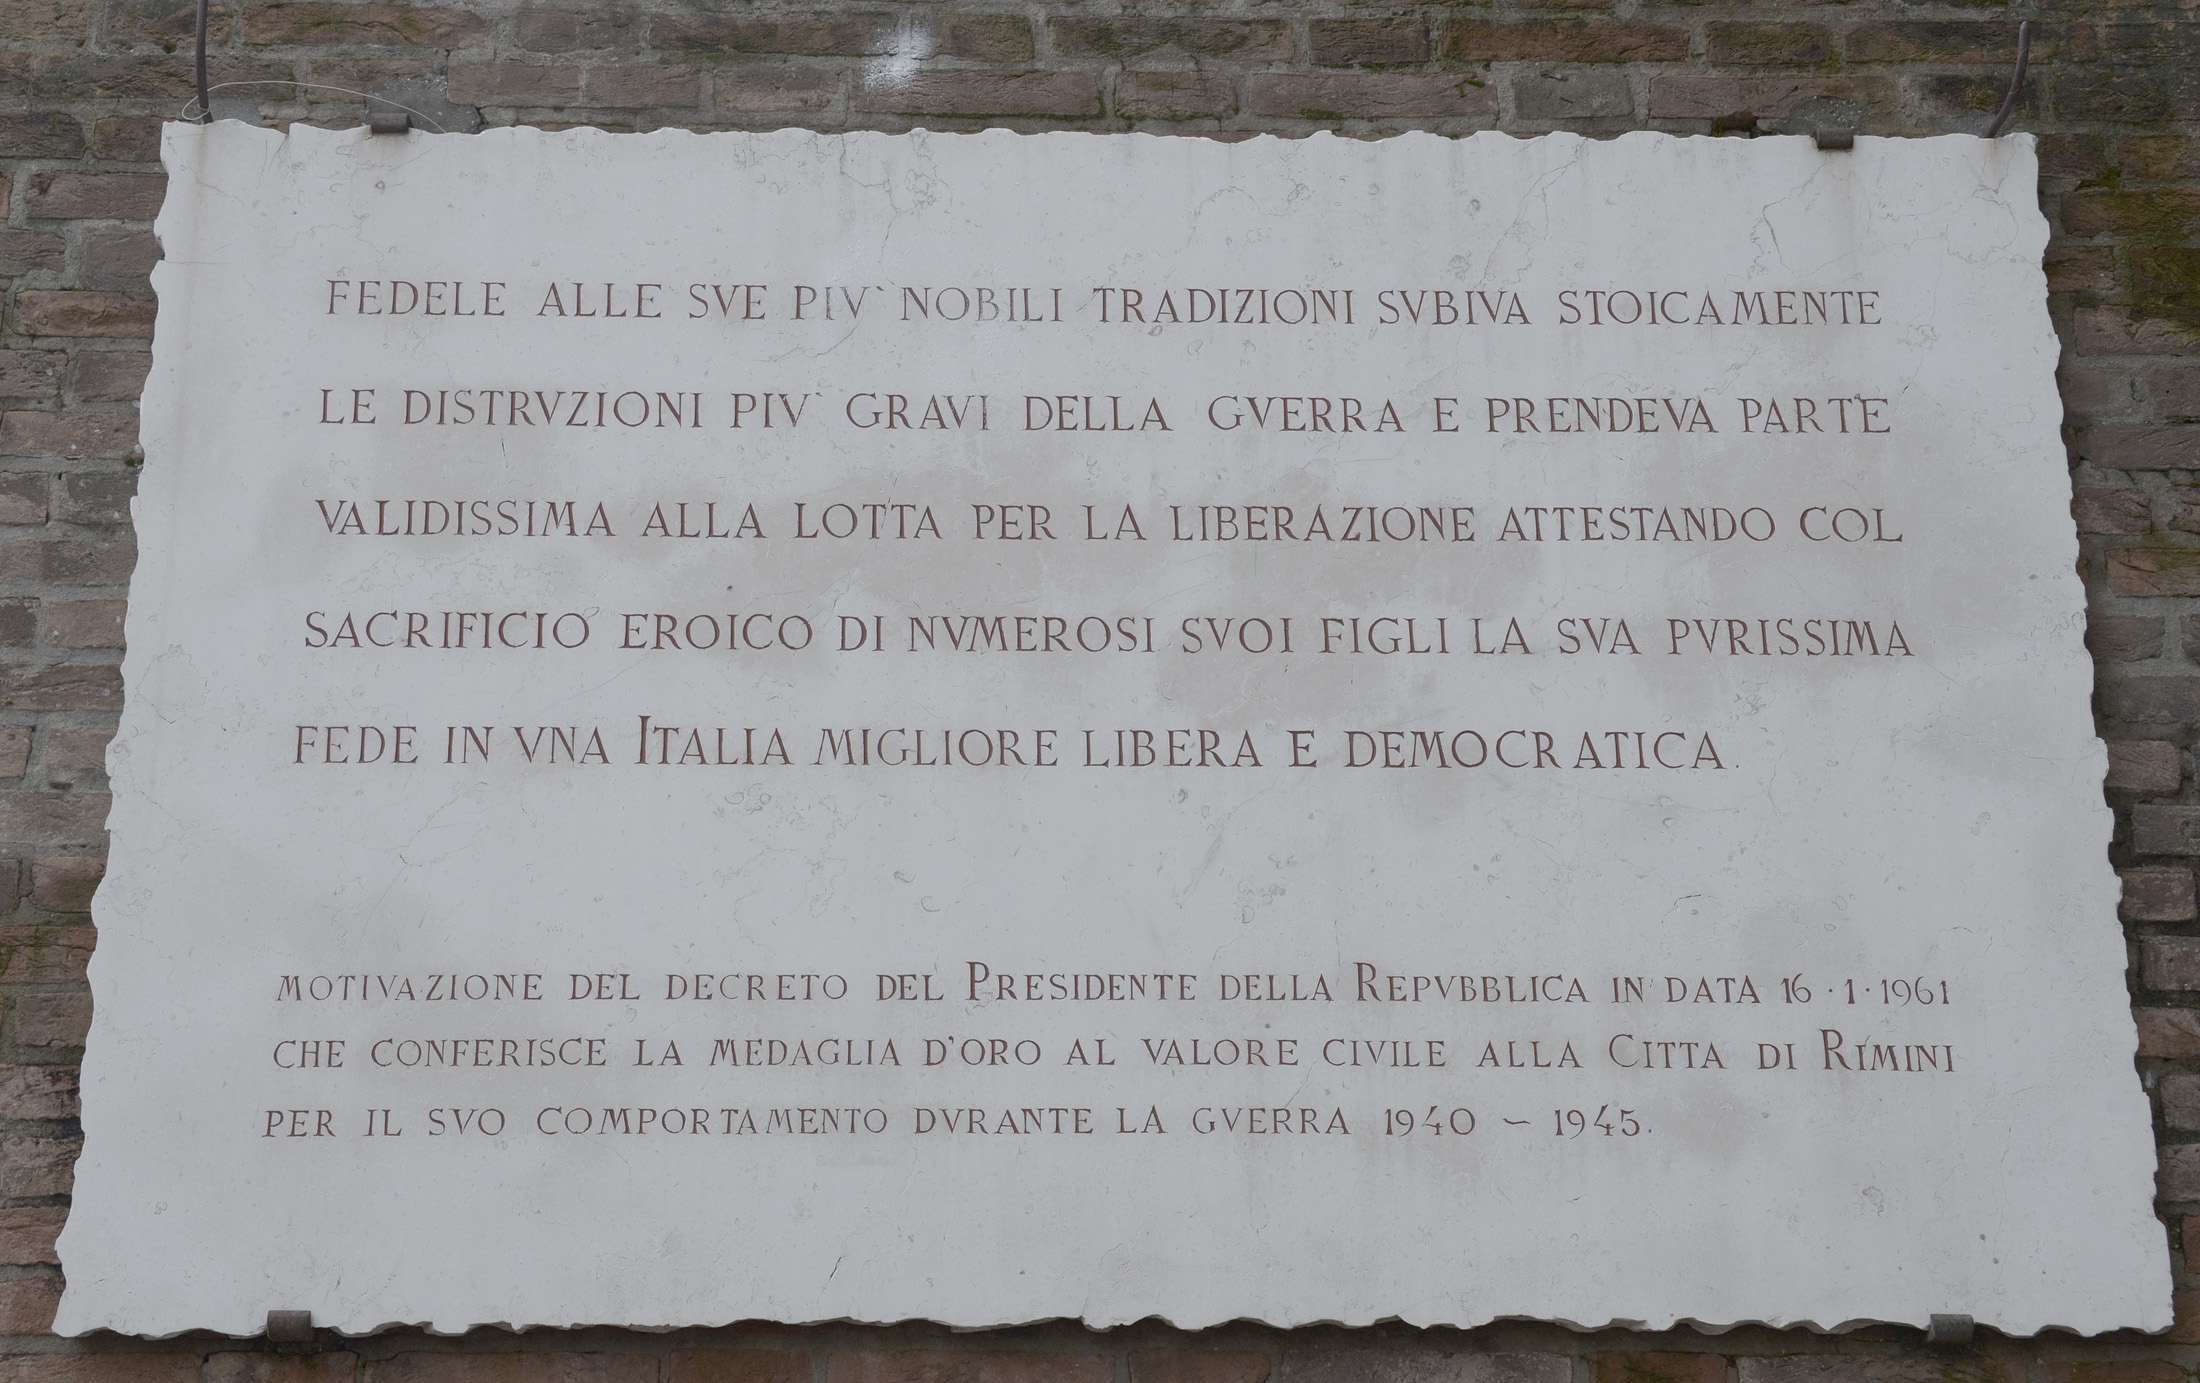 FEDELE ALLE SVE PIV` NOBILI TRADIZIONI SVBIVA STOICAMENTE
LE DISTRVZIONI PIV` GRAVI DELLA GVERRA E PRENDEVA PARTE
VALIDISSIMA ALLA LOTTA PER LA LIBERAZIONE ATTESTANDO COL
SACRIFICIO EROICO DI NVMEROSI SVOI FIGLI LA SVA PVRISSIMA
FEDE IN VNA ITALIA MIGLIORE LIBERA E DEMOCRATICA.
MOTIVAZIONE DEL DECRETO DEL PRESIDENTE DELLA REPVBBLICA IN DATA 16·1·1961
CHE CONFERISCE LA MEDAGLIA D'ORO AL VALORE CIVILE ALLA CITTA DI RIMINI
PER IL SVO COMPORTAMENTO DVRANTE LA GVERRA 1940 – 1945.